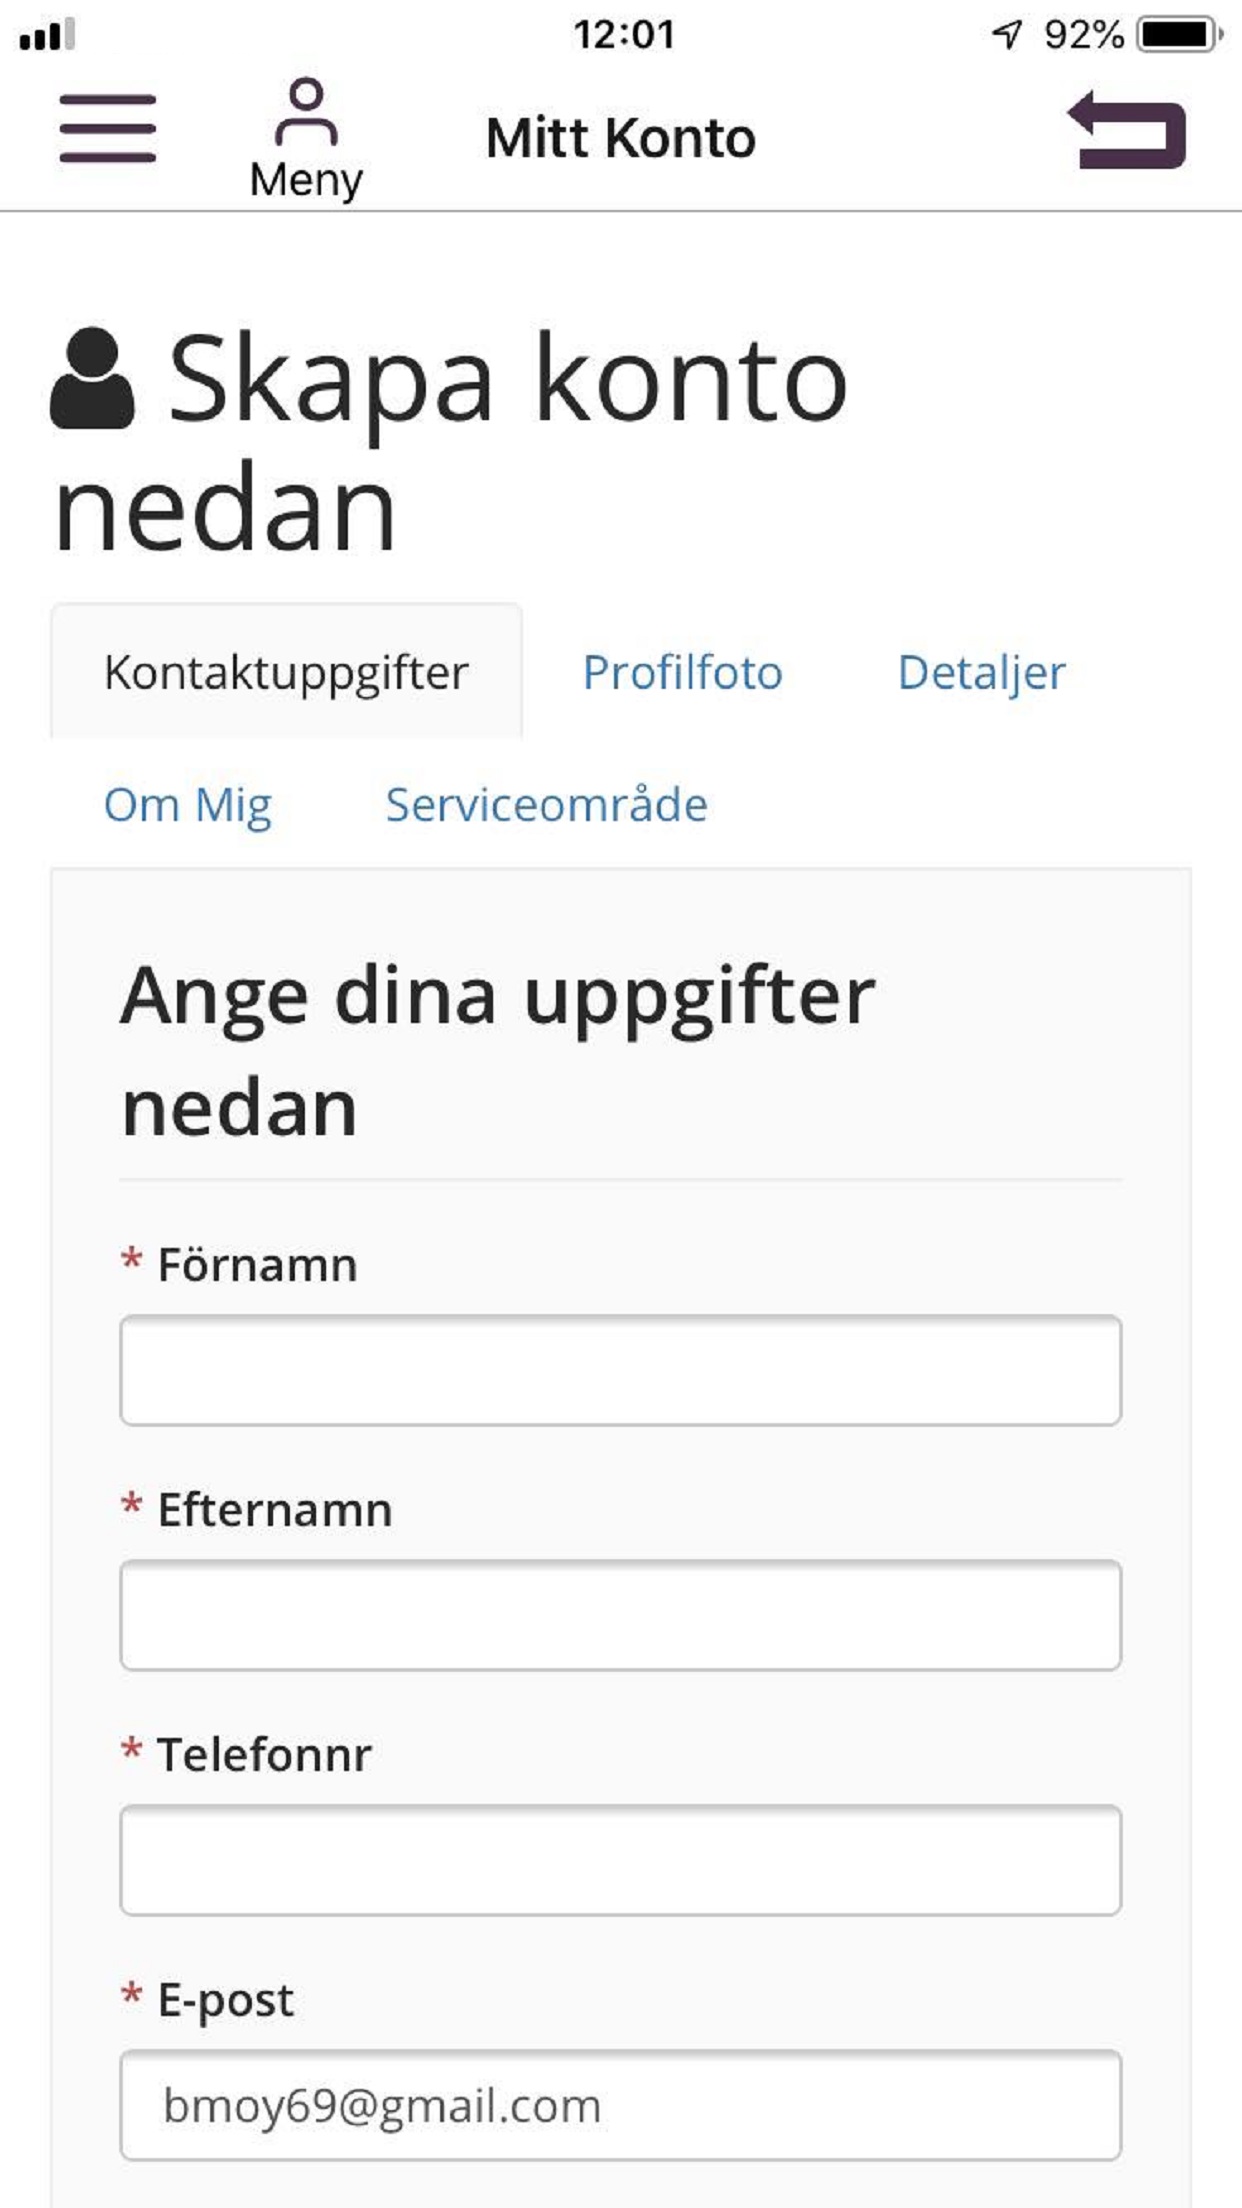 12:01
92%
Meny
Mitt Konto
Skapa konto
nedan
Kontaktuppgifter
Profilfoto
Detaljer
Om Mig
Serviceområde
Ange dina uppgifter
nedan
* Förnamn
* Efternamn
* Telefonnr
* E-post
bmoy69@gmail.com